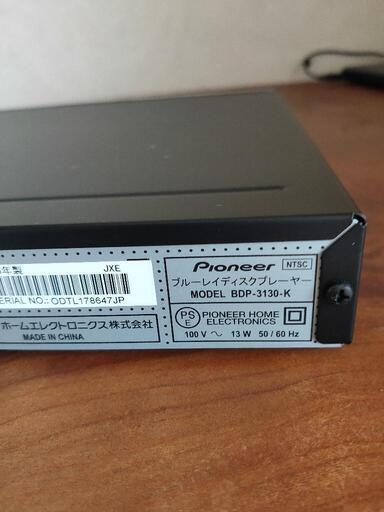 年製 JXE
SERIAL NO.:ODTL178647JP
ホームエレクトロニクス株式会社
MADE IN CHINA
Pioneer NTSC
ブルーレイディスクプレーヤー
MODEL BDP-3130-K
PS E PIONEER HOME ELECTRONICS
100 V ～ 13 W 50 / 60 Hz